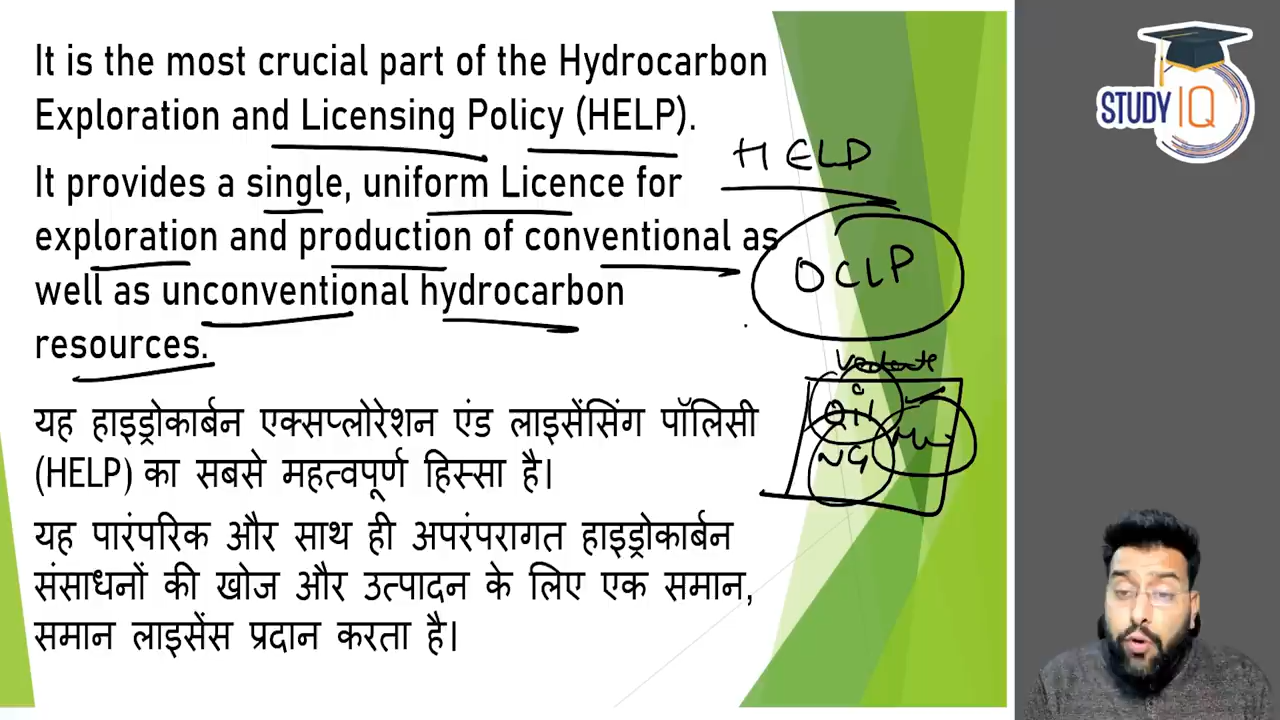 It is the most crucial part of the Hydrocarbon
Exploration and Licensing Policy (HELP).
It provides a single, uniform Licence for
exploration and production of conventional as
well as unconventional hydrocarbon
resources.
यह हाइड्रोकार्बन एक्सप्लोरेशन एंड लाइसेंसिंग पॉलिसी
(HELP) का सबसे महत्वपूर्ण हिस्सा है।
यह पारंपरिक और साथ ही अपरंपरागत हाइड्रोकार्बन
संसाधनों की खोज और उत्पादन के लिए एक समान,
समान लाइसेंस प्रदान करता है।
HELP
OCLP
Oil
NG
STUDY IQ